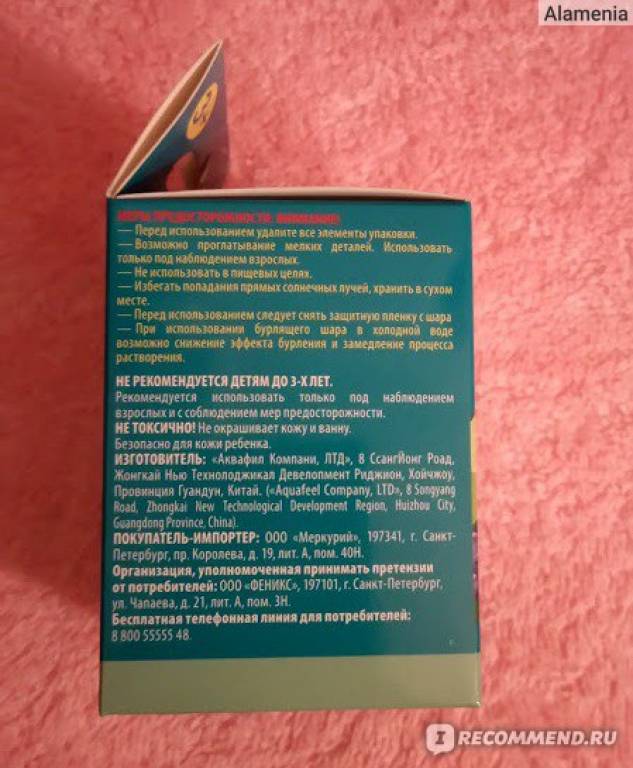 Alamenia
МЕРЫ ПРЕДОСТОРОЖНОСТИ. ВНИМАНИЕ!
— Перед использованием удалите все элементы упаковки.
— Возможно проглатывание мелких деталей. Использовать
только под наблюдением взрослых.
— Не использовать в пищевых целях.
— Избегать попадания прямых солнечных лучей, хранить в сухом
месте.
— Перед использованием следует снять защитную пленку с шара
— При использовании бурлящего шара в холодной воде
возможно снижение эффекта бурления и замедление процесса
растворения.
НЕ РЕКОМЕНДУЕТСЯ ДЕТЯМ ДО 3-Х ЛЕТ.
Рекомендуется использовать только под наблюдением
взрослых и с соблюдением мер предосторожности.
НЕ ТОКСИЧНО! Не окрашивает кожу и ванну.
Безопасно для кожи ребенка.
ИЗГОТОВИТЕЛЬ: «Аквафил Компани, ЛТД», 8 СсангЙонг Роад,
Жонгкай Нью Технолоджикал Девелопмент Риджион, Хойчжоу,
Провинция Гуандун, Китай. («Aquafeel Company, LTD», 8 Songyang
Road, Zhongkai New Technological Development Region, Huizhou City,
Guangdong Province, China).
ПОКУПАТЕЛЬ-ИМПОРТЕР: ООО «Меркурий», 197341, г. Санкт-
Петербург, пр. Королева, д. 19, лит. А, пом. 40Н.
Организация, уполномоченная принимать претензии
от потребителей: ООО «ФЕНИКС», 197101, г. Санкт-Петербург,
ул. Чапаева, д. 21, лит. А, пом. 3Н.
Бесплатная телефонная линия для потребителей:
8 800 55555 48.
IRECOMMEND.RU